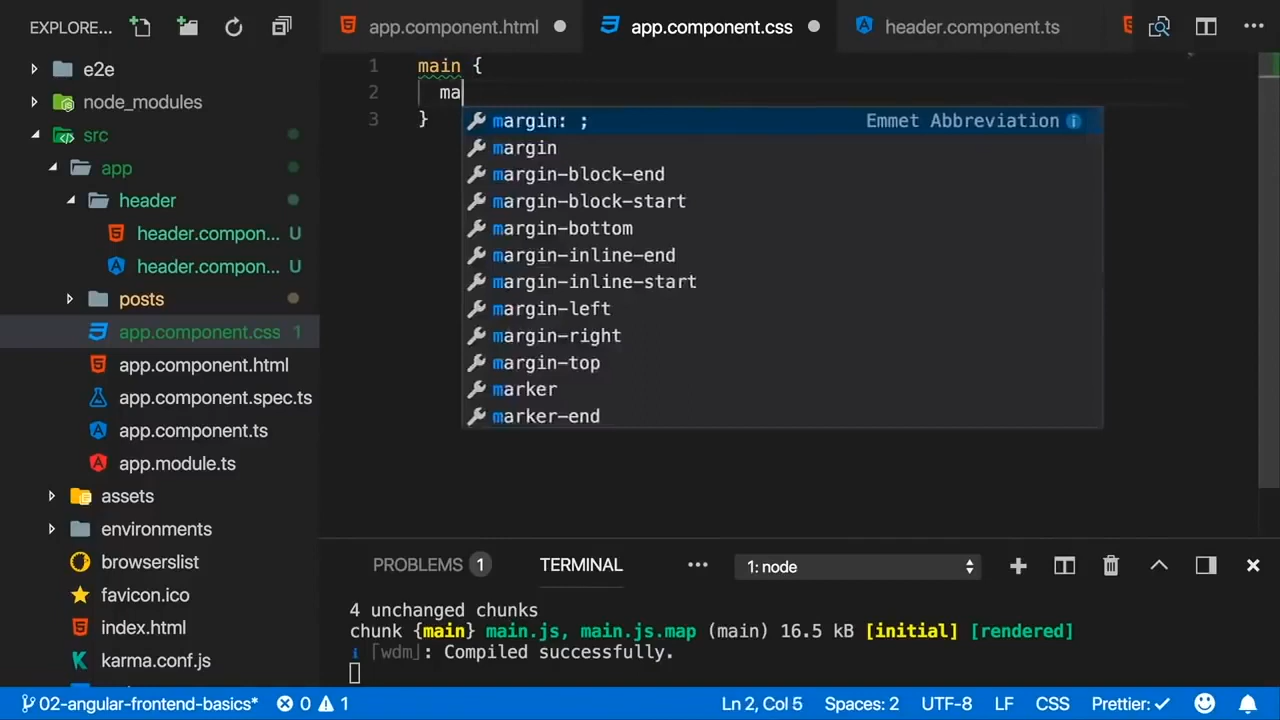 EXPLORE...
app.component.html
app.component.css
header.component.ts
e2e
node_modules
src
app
header
header.compon... U
header.compon... U
posts
app.component.css 1
app.component.html
app.component.spec.ts
app.component.ts
app.module.ts
assets
environments
browserslist
favicon.ico
index.html
karma.conf.js
1 main {
2 ma
3 }
margin: ; Emmet Abbreviation
margin
margin-block-end
margin-block-start
margin-bottom
margin-inline-end
margin-inline-start
margin-left
margin-right
margin-top
marker
marker-end
PROBLEMS 1 TERMINAL ... 1: node
4 unchanged chunks
chunk {main} main.js, main.js.map (main) 16.5 kB [initial] [rendered]
ℹ ｢wdm｣: Compiled successfully.
02-angular-frontend-basics* 0 1 Ln 2, Col 5 Spaces: 2 UTF-8 LF CSS Prettier: ✓